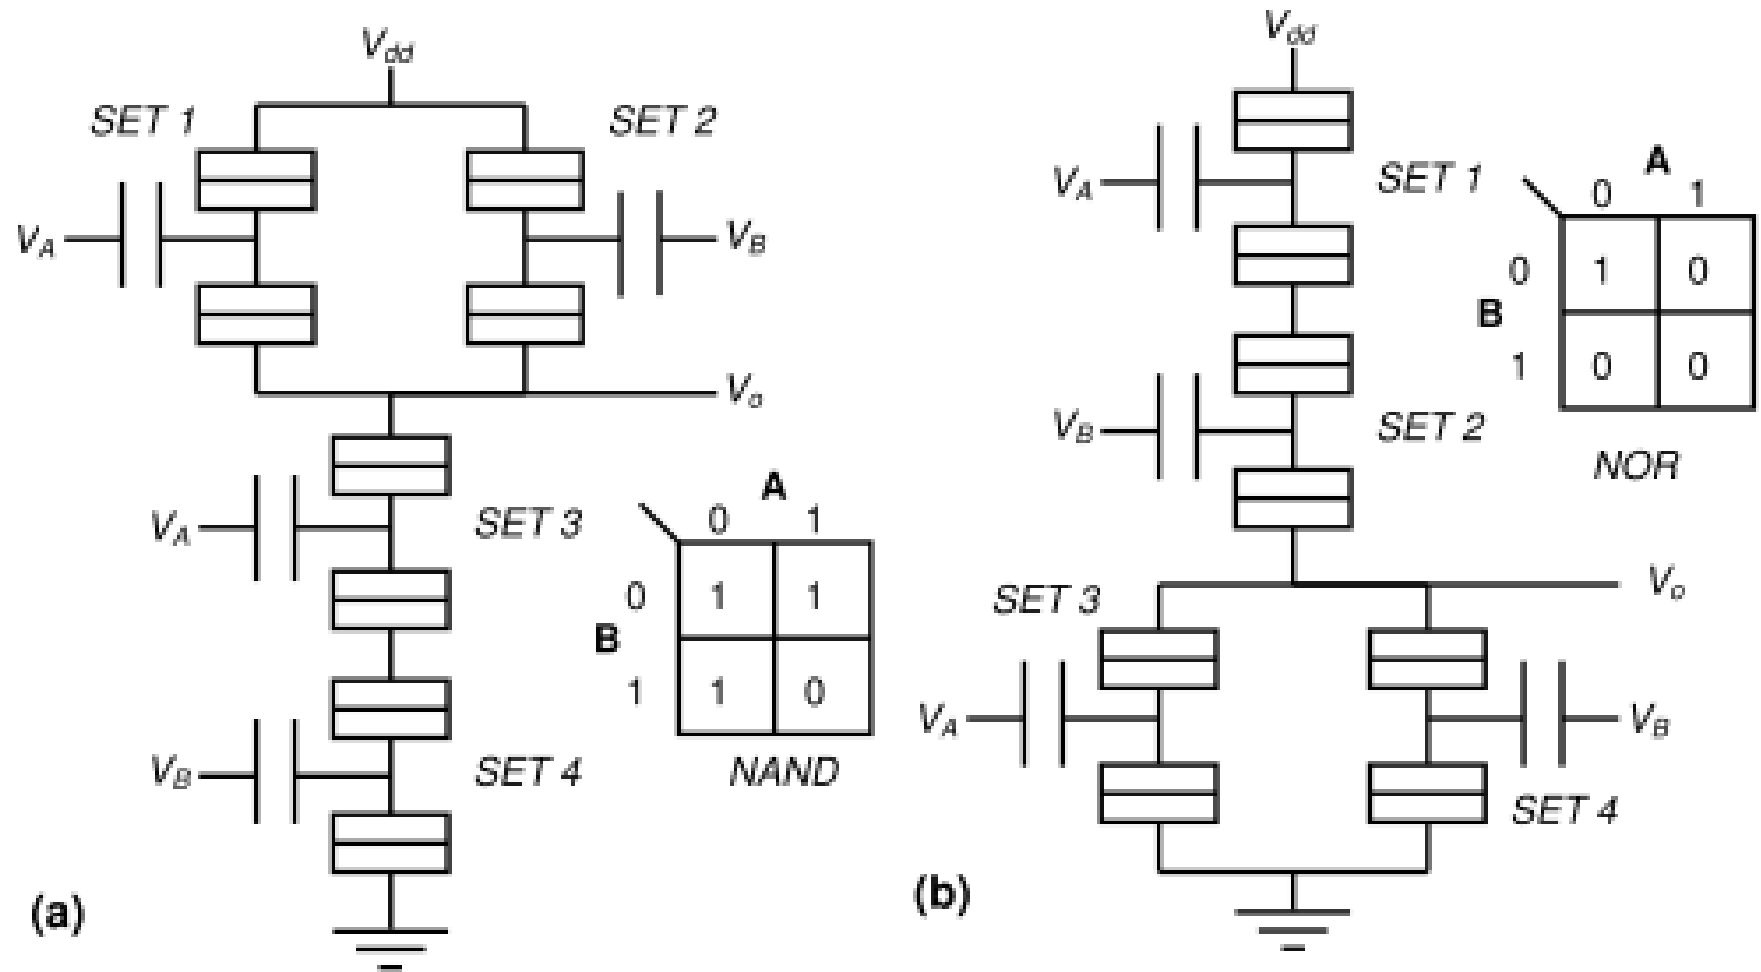 Vdd
SET 1
SET 2
VA
VB
Vo
VA
SET 3
VB
SET 4
A
0 1
B
0 1 1
1 1 0
NAND
(a)
Vdd
VA
SET 1
VB
SET 2
A
0 1
B
0 1 0
1 0 0
NOR
Vo
SET 3
VA
VB
SET 4
(b)